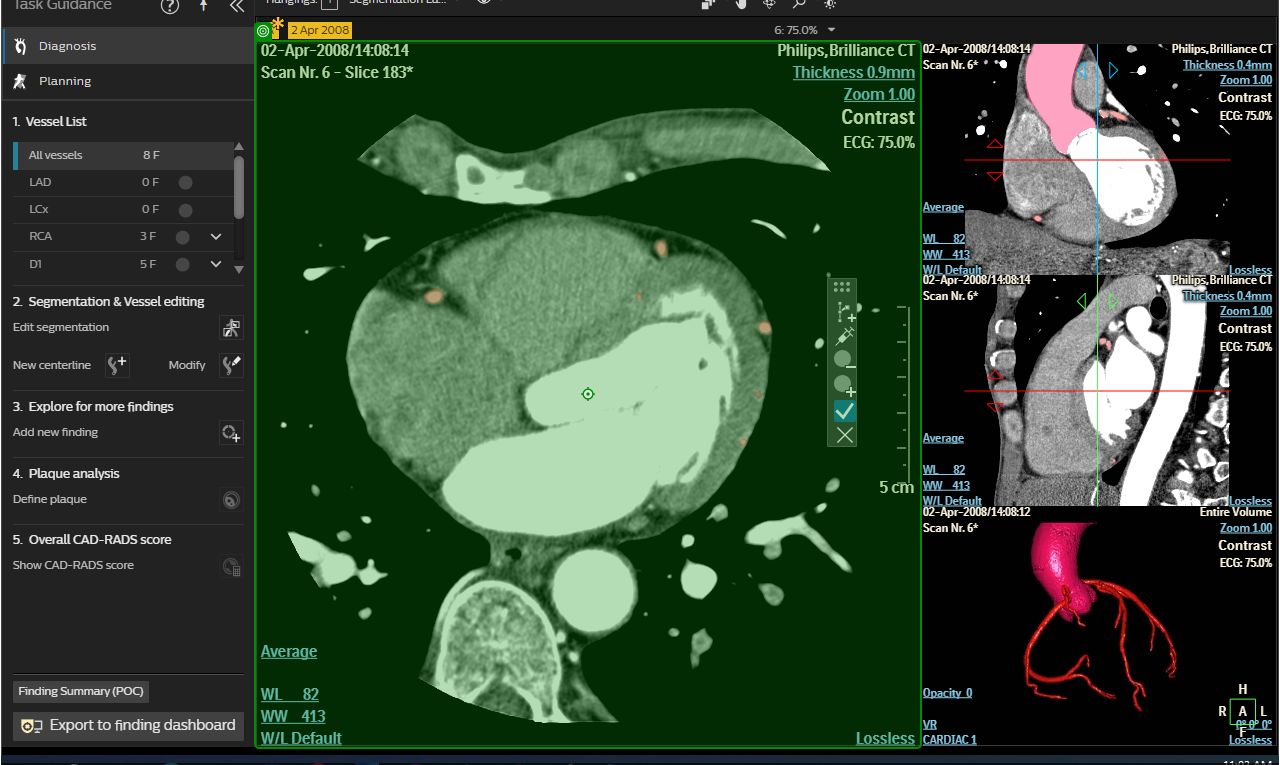 Task Guidance
Diagnosis
Planning
1. Vessel List
All vessels 8 F
LAD 0 F
LCx 0 F
RCA 3 F
D1 5 F
2. Segmentation & Vessel editing
Edit segmentation
New centerline Modify
3. Explore for more findings
Add new finding
4. Plaque analysis
Define plaque
5. Overall CAD-RADS score
Show CAD-RADS score
Finding Summary (POC)
Export to finding dashboard
Hangings: 1 Segmentation Ed...
2 Apr 2008
6: 75.0%
02-Apr-2008/14:08:14
Scan Nr. 6 - Slice 183*
Philips,Brilliance CT
Thickness 0.9mm
Zoom 1.00
Contrast
ECG: 75.0%
5 cm
Average
WL 82
WW 413
W/L Default
Lossless
02-Apr-2008/14:08:14
Scan Nr. 6*
Philips,Brilliance CT
Thickness 0.4mm
Zoom 1.00
Contrast
ECG: 75.0%
Average
WL 82
WW 413
W/L Default
Lossless
02-Apr-2008/14:08:14
Scan Nr. 6*
Philips,Brilliance CT
Thickness 0.4mm
Zoom 1.00
Contrast
ECG: 75.0%
Average
WL 82
WW 413
W/L Default
Lossless
02-Apr-2008/14:08:12
Scan Nr. 6*
Entire Volume
Zoom 1.00
Contrast
ECG: 75.0%
Opacity 0
VR
CARDIAC 1
H
R A L
F
0° 0° 0°
Lossless